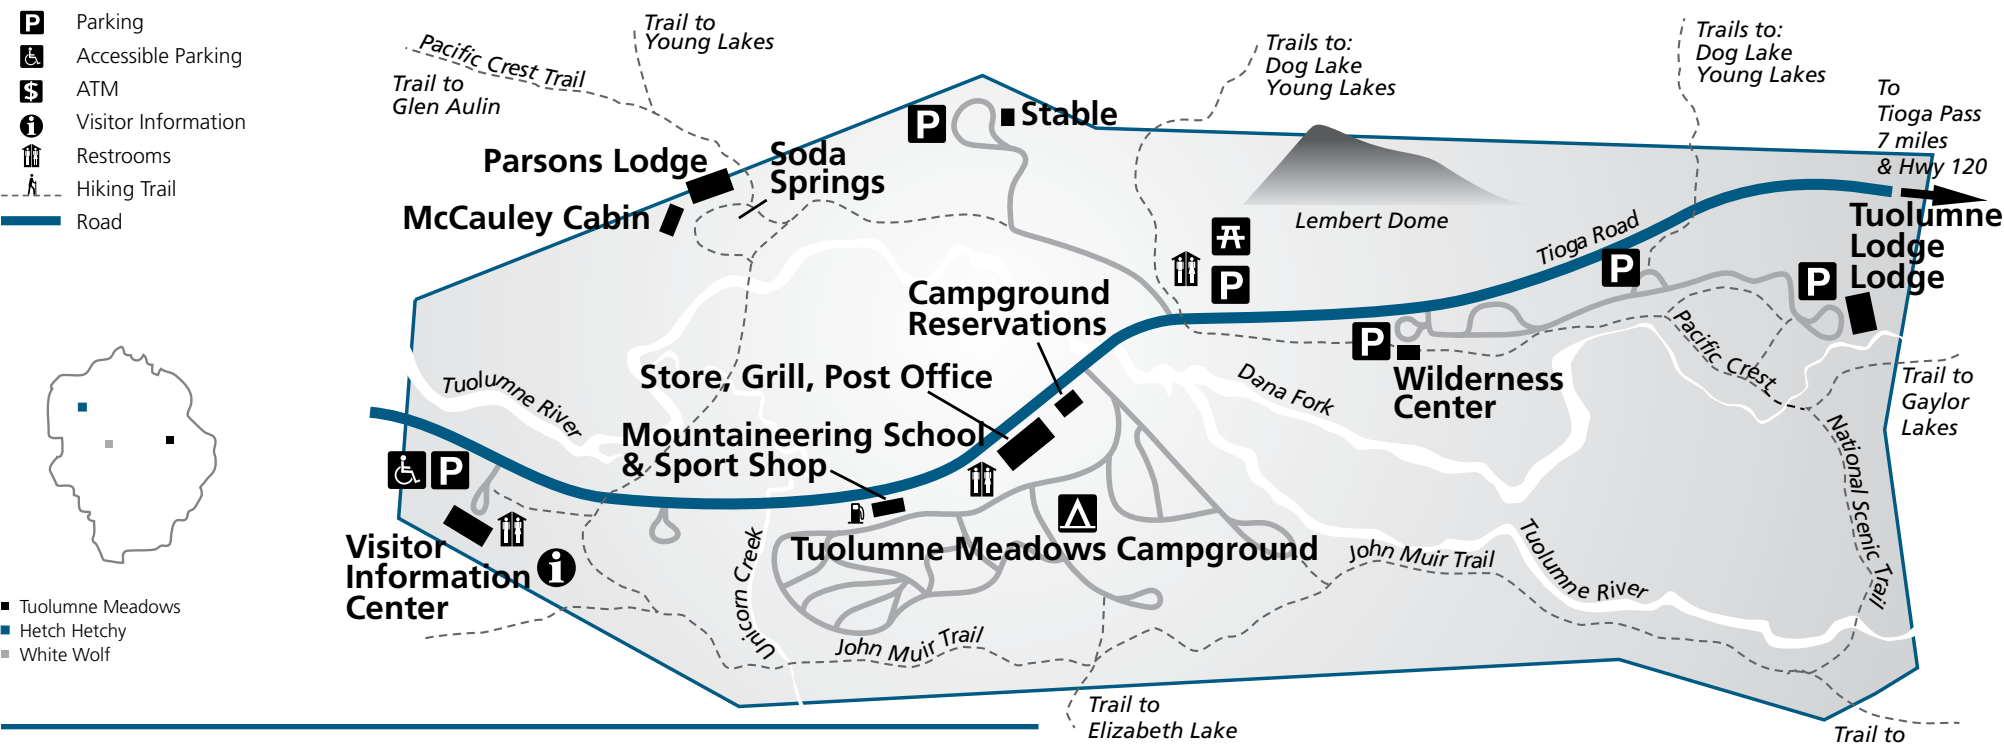 Parking
Accessible Parking
ATM
Visitor Information
Restrooms
Hiking Trail
Road
Tuolumne Meadows
Hetch Hetchy
White Wolf
Pacific Crest Trail
Trail to
Glen Aulin
Trail to
Young Lakes
Trails to:
Dog Lake
Young Lakes
Trails to:
Dog Lake
Young Lakes
To
Tioga Pass
7 miles
& Hwy 120
P
Stable
Parsons Lodge
Soda
Springs
McCauley Cabin
Lembert Dome
Tioga Road
Tuolumne
Lodge
Lodge
P
P
P
Campground
Reservations
Store, Grill, Post Office
Mountaineering School
& Sport Shop
P
Wilderness
Center
Dana Fork
Pacific Crest
National Scenic Trail
Trail to
Gaylor
Lakes
Tuolumne River
P
Visitor
Information
Center
i
Unicorn Creek
Tuolumne Meadows Campground
John Muir Trail
John Muir Trail
Tuolumne River
Trail to
Elizabeth Lake
Trail to